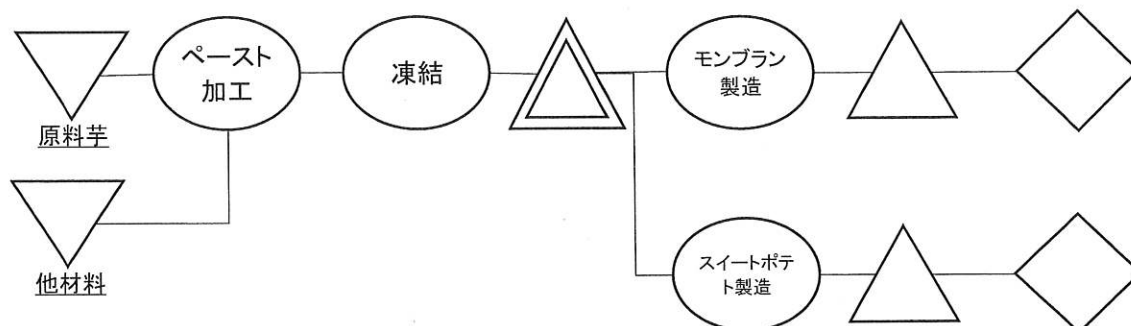 ペースト
加工
凍結
モンブラン
製造
原料芋
他材料
スイートポテ
ト製造